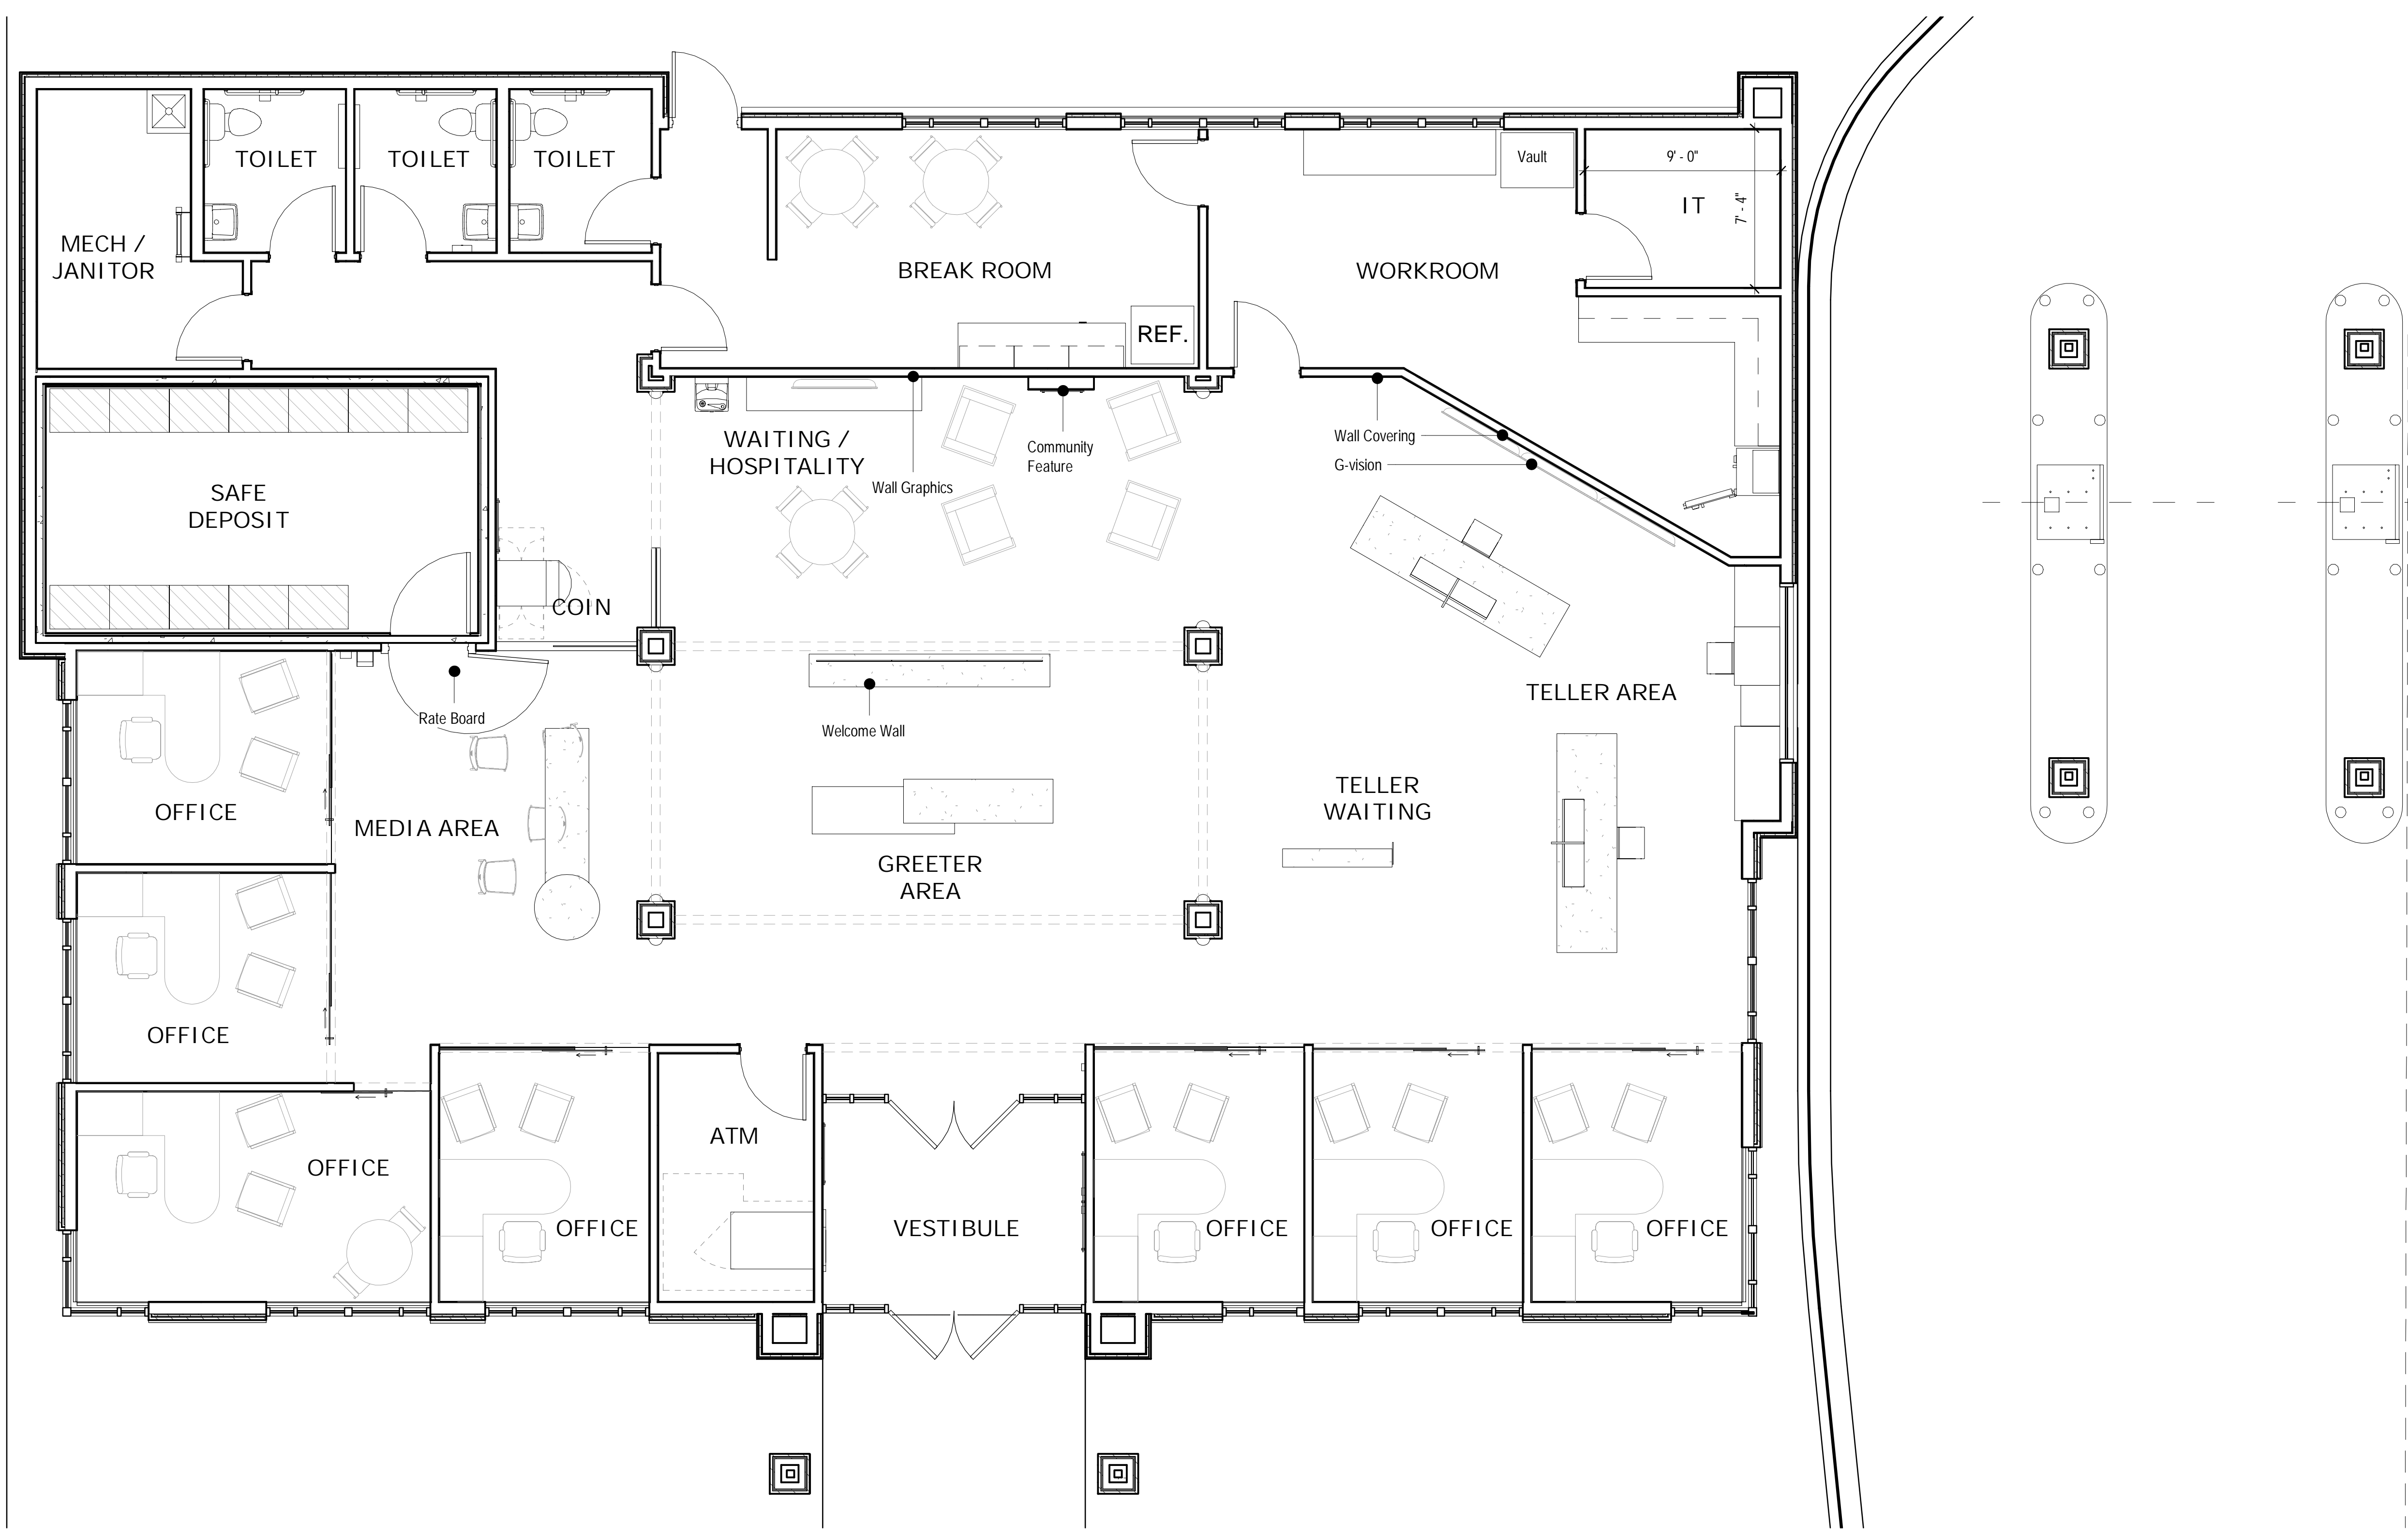 TOILET
TOILET
TOILET
Vault
9' - 0"
IT
7' - 4"
MECH /
JANITOR
BREAK ROOM
WORKROOM
REF.
WAITING /
HOSPITALITY
Community
Feature
Wall Graphics
Wall Covering
G-vision
SAFE
DEPOSIT
COIN
Rate Board
Welcome Wall
TELLER AREA
OFFICE
MEDIA AREA
TELLER
WAITING
GREETER
AREA
OFFICE
OFFICE
OFFICE
ATM
VESTIBULE
OFFICE
OFFICE
OFFICE